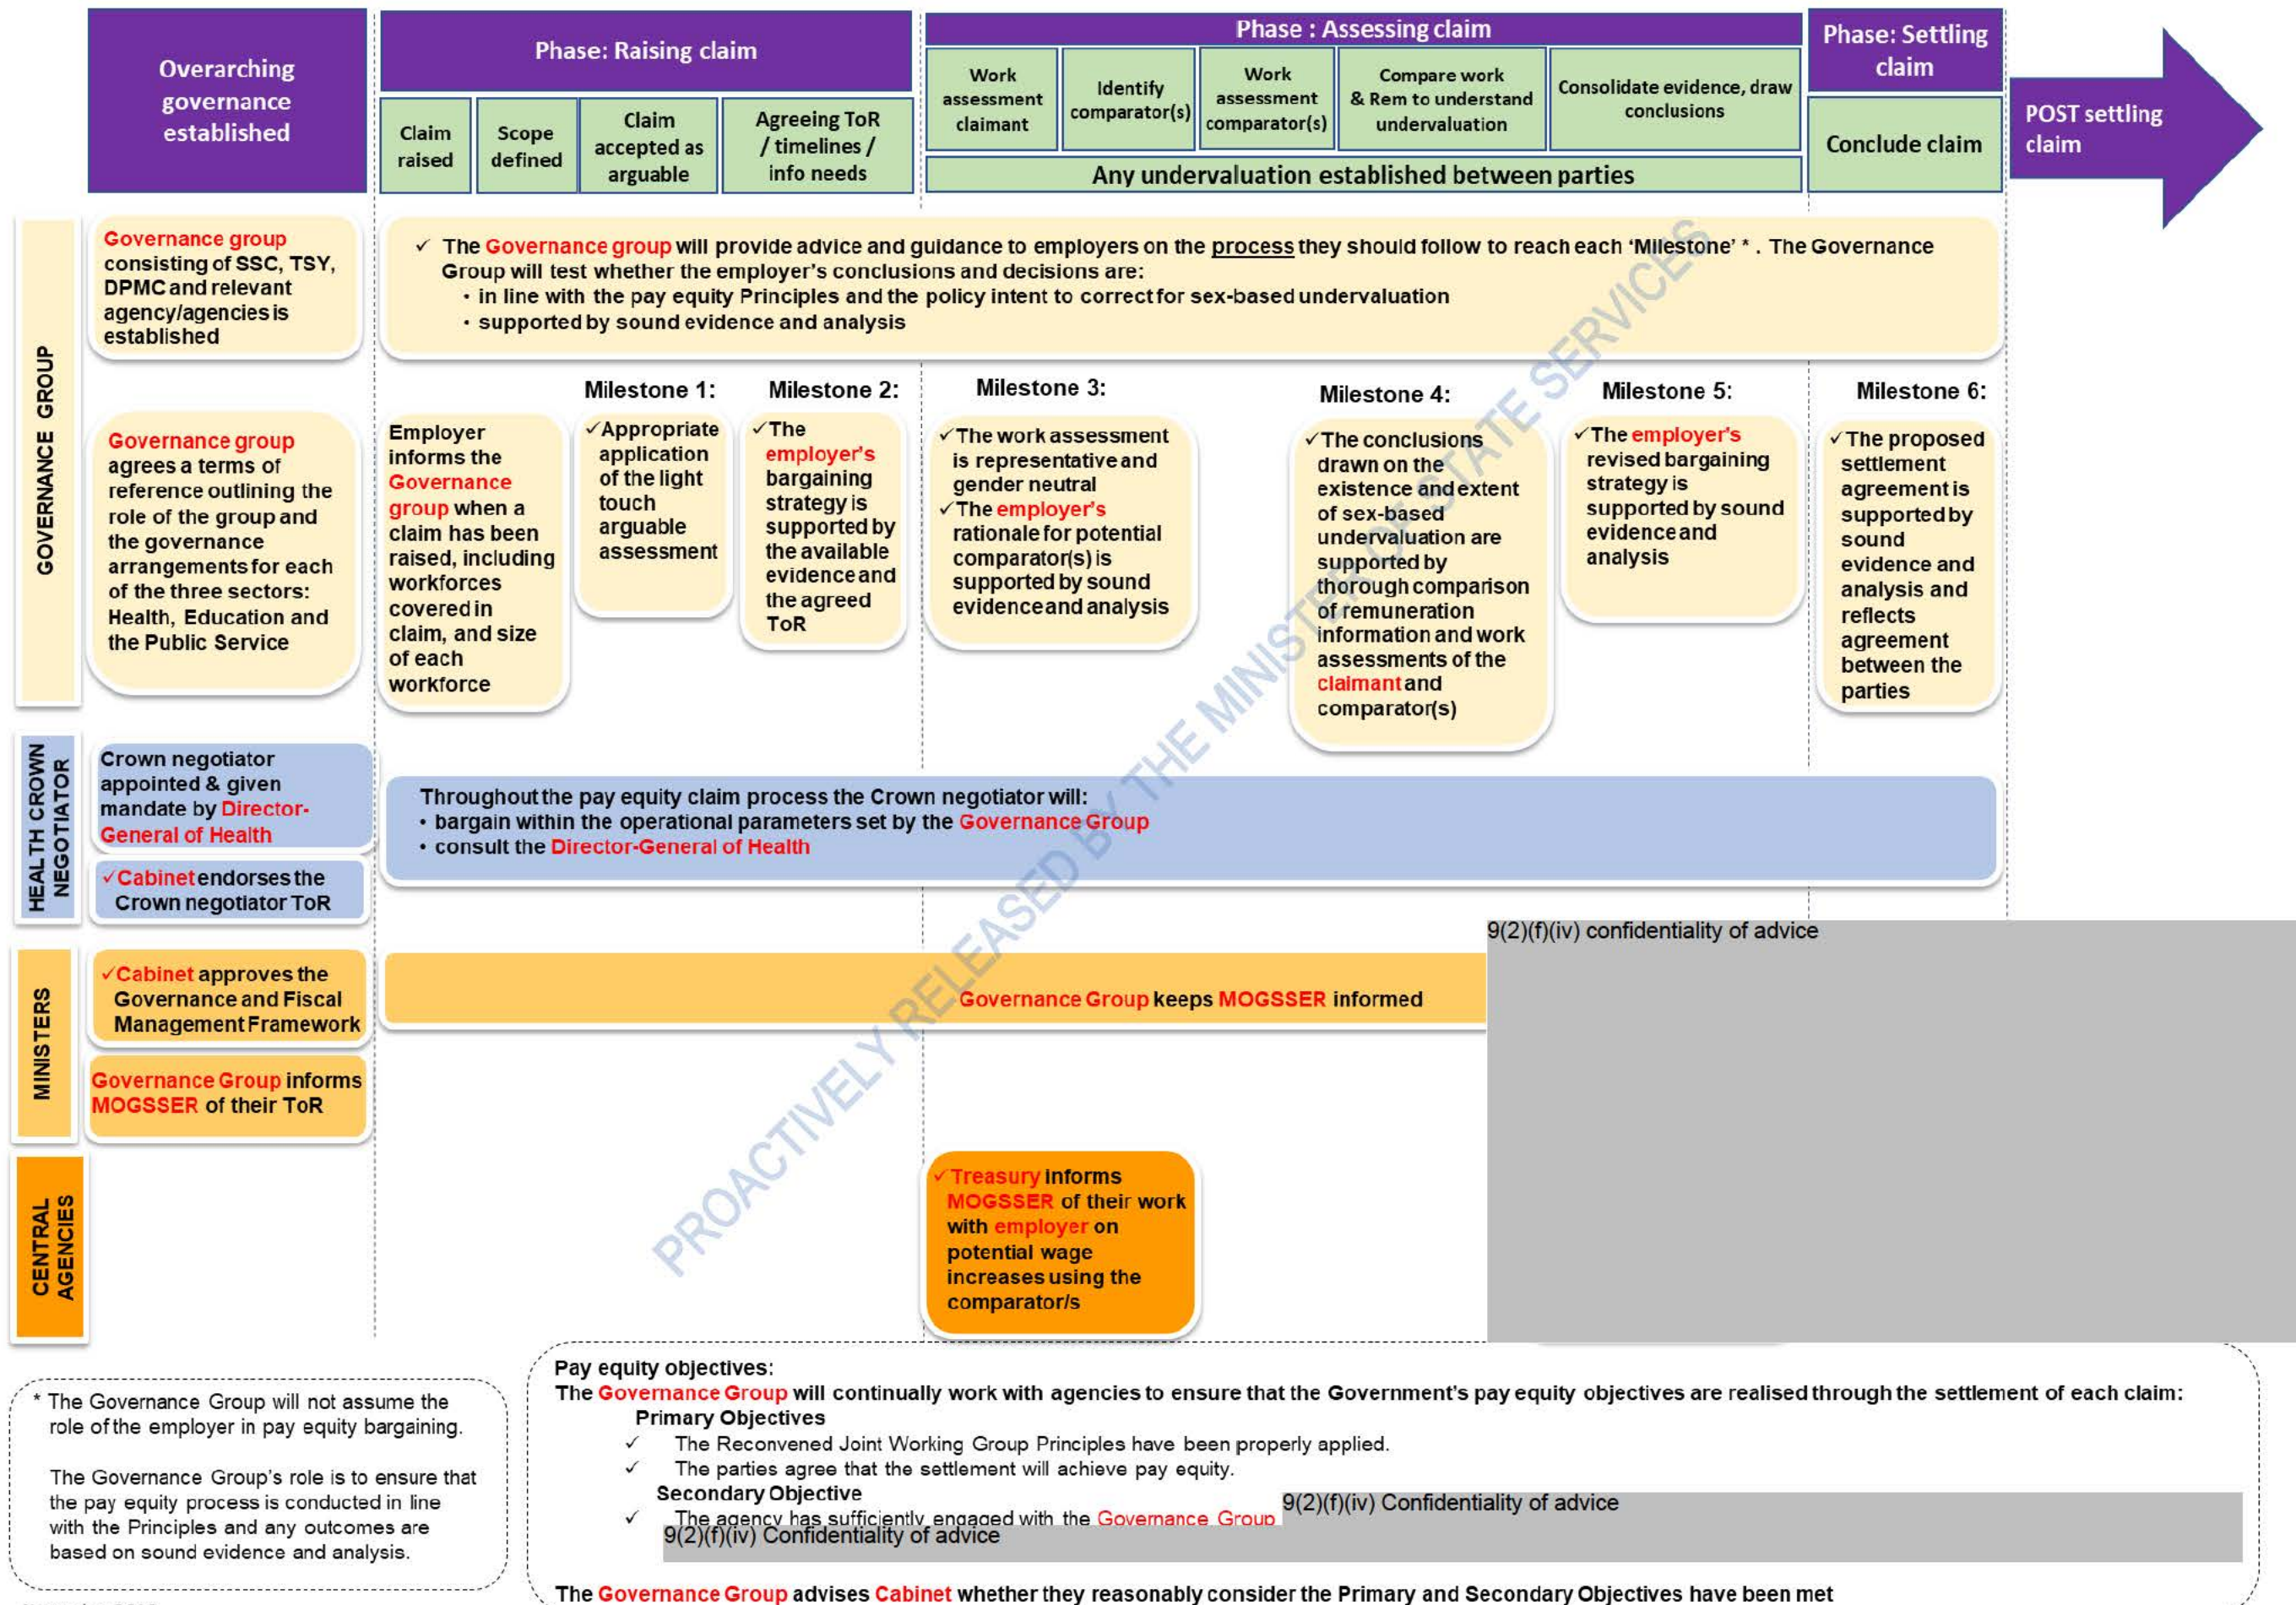 Overarching
governance
established
Phase: Raising claim
Claim
raised
Scope
defined
Claim
accepted as
arguable
Agreeing ToR
/ timelines /
info needs
Phase : Assessing claim
Work
assessment
claimant
Identify
comparator(s)
Work
assessment
comparator(s)
Compare work
& Rem to understand
undervaluation
Consolidate evidence, draw
conclusions
Any undervaluation established between parties
Phase: Settling
claim
Conclude claim
POST settling
claim
GOVERNANCE GROUP
Governance group
consisting of SSC, TSY,
DPMC and relevant
agency/agencies is
established
✓ The Governance group will provide advice and guidance to employers on the process they should follow to reach each ‘Milestone’ * . The Governance
Group will test whether the employer’s conclusions and decisions are:
• in line with the pay equity Principles and the policy intent to correct for sex-based undervaluation
• supported by sound evidence and analysis
Governance group
agrees a terms of
reference outlining the
role of the group and
the governance
arrangements for each
of the three sectors:
Health, Education and
the Public Service
Employer
informs the
Governance
group when a
claim has been
raised, including
workforces
covered in
claim, and size
of each
workforce
Milestone 1:
✓Appropriate
application
of the light
touch
arguable
assessment
Milestone 2:
✓The
employer's
bargaining
strategy is
supported by
the available
evidence and
the agreed
ToR
Milestone 3:
✓The work assessment
is representative and
gender neutral
✓The employer's
rationale for potential
comparator(s) is
supported by sound
evidence and analysis
Milestone 4:
✓The conclusions
drawn on the
existence and extent
of sex-based
undervaluation are
supported by
thorough comparison
of remuneration
information and work
assessments of the
claimant and
comparator(s)
Milestone 5:
✓The employer's
revised bargaining
strategy is
supported by sound
evidence and
analysis
Milestone 6:
✓The proposed
settlement
agreement is
supported by
sound
evidence and
analysis and
reflects
agreement
between the
parties
HEALTH CROWN
NEGOTIATOR
Crown negotiator
appointed & given
mandate by Director-
General of Health
✓Cabinet endorses the
Crown negotiator ToR
Throughout the pay equity claim process the Crown negotiator will:
• bargain within the operational parameters set by the Governance Group
• consult the Director-General of Health
MINISTERS
✓Cabinet approves the
Governance and Fiscal
Management Framework
Governance Group informs
MOGSSER of their ToR
Governance Group keeps MOGSSER informed
9(2)(f)(iv) confidentiality of advice
CENTRAL
AGENCIES
✓Treasury informs
MOGSSER of their work
with employer on
potential wage
increases using the
comparator/s
PROACTIVELY RELEASED BY THE MINISTER OF STATE SERVICES
* The Governance Group will not assume the
role of the employer in pay equity bargaining.
The Governance Group’s role is to ensure that
the pay equity process is conducted in line
with the Principles and any outcomes are
based on sound evidence and analysis.
Pay equity objectives:
The Governance Group will continually work with agencies to ensure that the Government’s pay equity objectives are realised through the settlement of each claim:
Primary Objectives
✓ The Reconvened Joint Working Group Principles have been properly applied.
✓ The parties agree that the settlement will achieve pay equity.
Secondary Objective
✓ The agency has sufficiently engaged with the Governance Group
9(2)(f)(iv) Confidentiality of advice
9(2)(f)(iv) Confidentiality of advice
The Governance Group advises Cabinet whether they reasonably consider the Primary and Secondary Objectives have been met